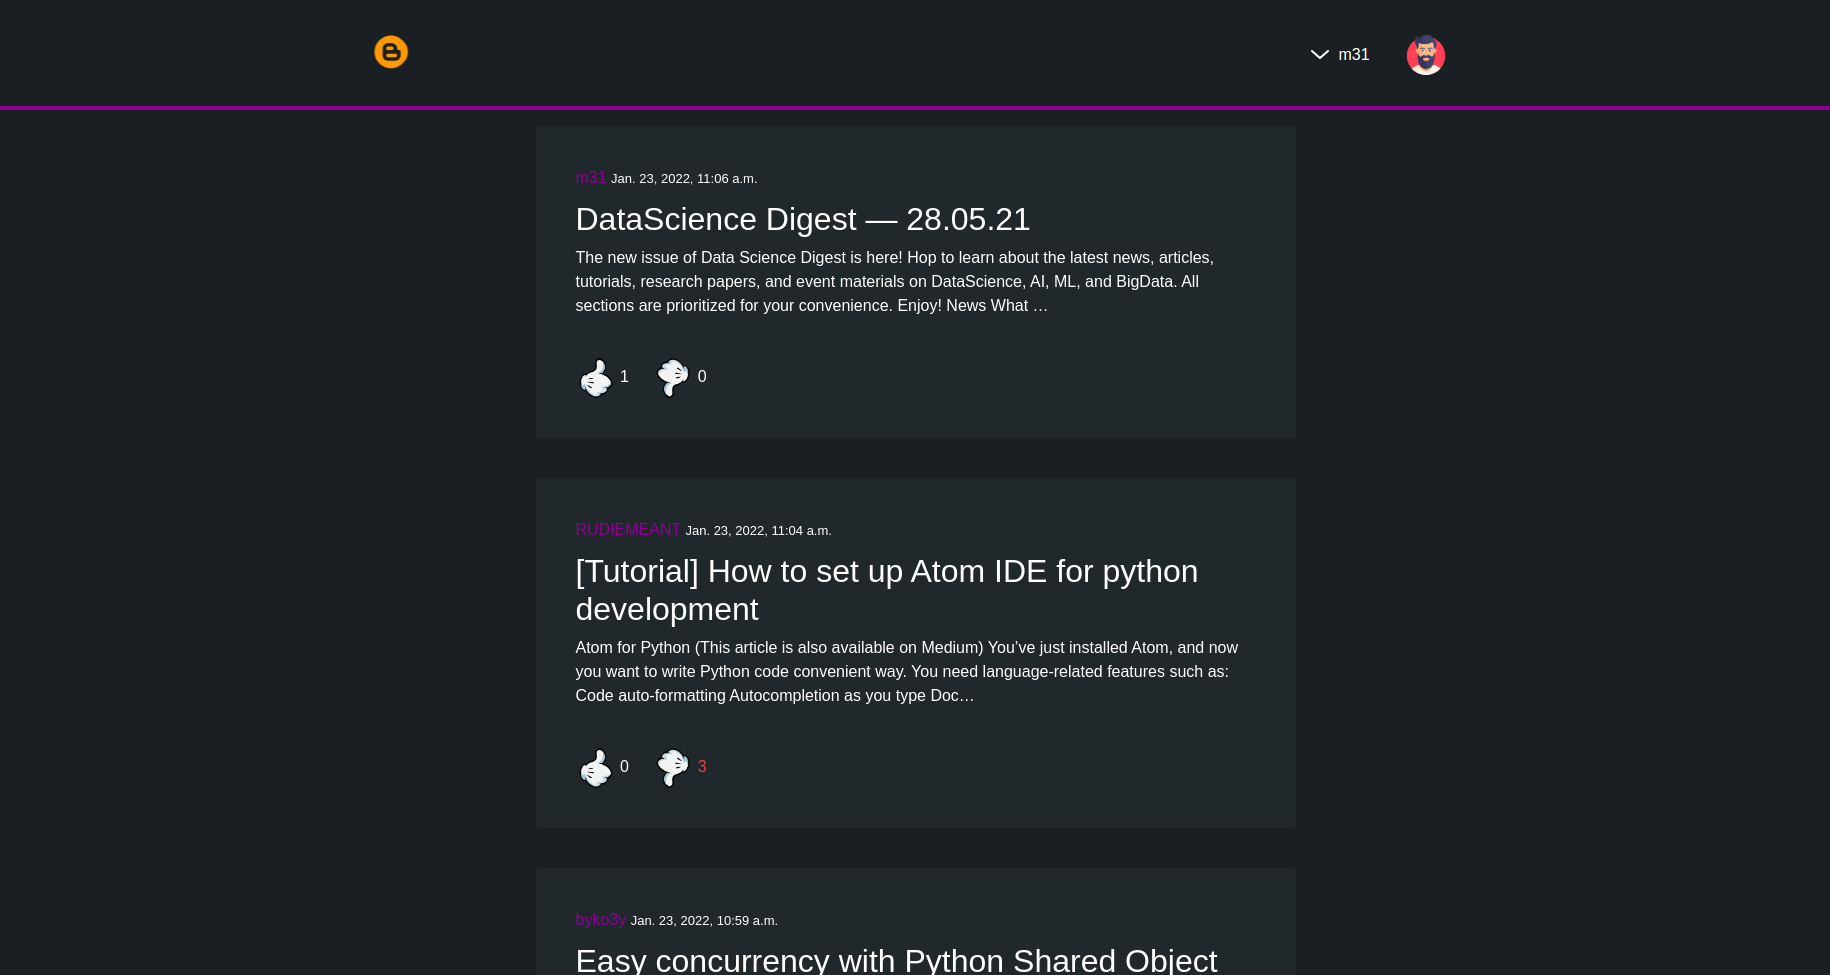 m31
m31 Jan. 23, 2022, 11:06 a.m.
DataScience Digest — 28.05.21
The new issue of Data Science Digest is here! Hop to learn about the latest news, articles,
tutorials, research papers, and event materials on DataScience, AI, ML, and BigData. All
sections are prioritized for your convenience. Enjoy! News What …
1 0
RUDIEMEANT Jan. 23, 2022, 11:04 a.m.
[Tutorial] How to set up Atom IDE for python
development
Atom for Python (This article is also available on Medium) You’ve just installed Atom, and now
you want to write Python code convenient way. You need language-related features such as:
Code auto-formatting Autocompletion as you type Doc…
0 3
byko3y Jan. 23, 2022, 10:59 a.m.
Easy concurrency with Python Shared Object